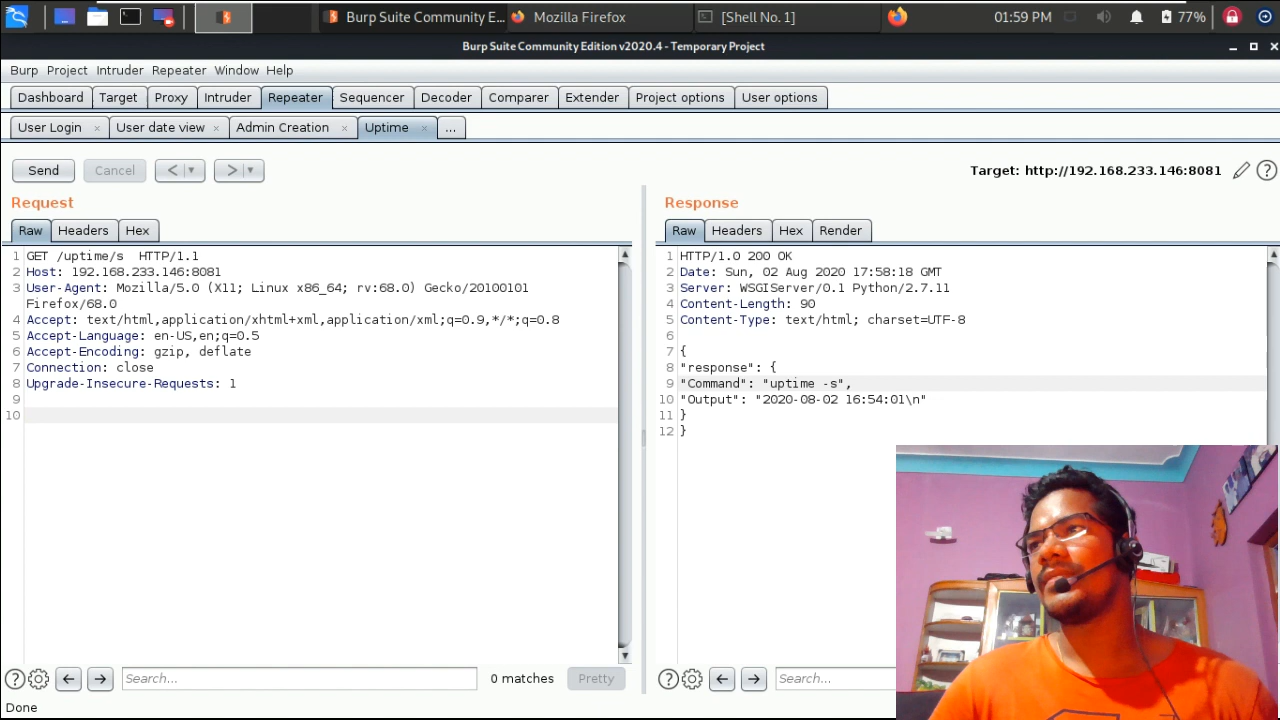 Burp Suite Community E...
Mozilla Firefox
[Shell No. 1]
01:59 PM
77%
Burp Suite Community Edition v2020.4 - Temporary Project
Burp Project Intruder Repeater Window Help
Dashboard Target Proxy Intruder Repeater Sequencer Decoder Comparer Extender Project options User options
User Login × User date view × Admin Creation × Uptime × ...
Send Cancel < > Target: http://192.168.233.146:8081 ?
Request
Raw Headers Hex
1 GET /uptime/s  HTTP/1.1
2 Host: 192.168.233.146:8081
3 User-Agent: Mozilla/5.0 (X11; Linux x86_64; rv:68.0) Gecko/20100101
Firefox/68.0
4 Accept: text/html,application/xhtml+xml,application/xml;q=0.9,*/*;q=0.8
5 Accept-Language: en-US,en;q=0.5
6 Accept-Encoding: gzip, deflate
7 Connection: close
8 Upgrade-Insecure-Requests: 1
9
10
? Search... 0 matches Pretty
Response
Raw Headers Hex Render
1 HTTP/1.0 200 OK
2 Date: Sun, 02 Aug 2020 17:58:18 GMT
3 Server: WSGIServer/0.1 Python/2.7.11
4 Content-Length: 90
5 Content-Type: text/html; charset=UTF-8
6
7 {
8 "response": {
9 "Command": "uptime -s",
10 "Output": "2020-08-02 16:54:01\n"
11 }
12 }
? Search...
Done